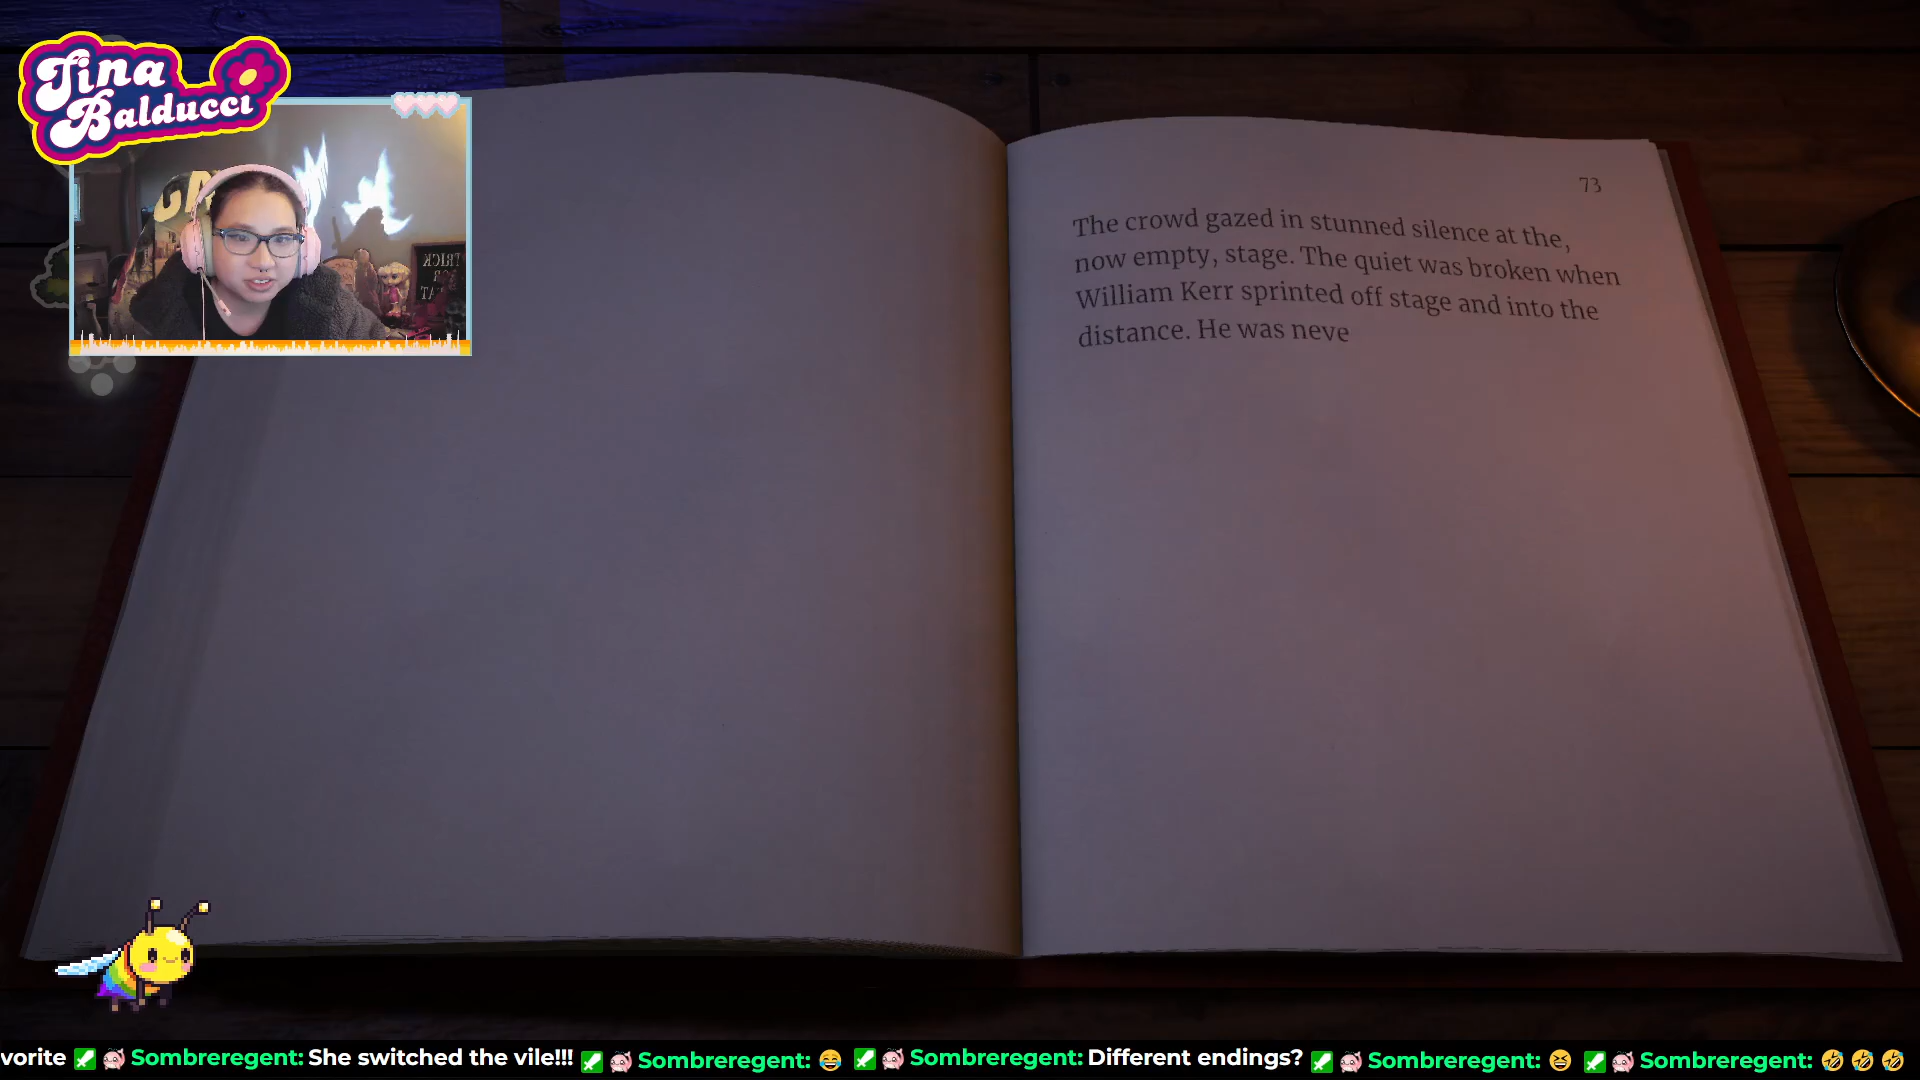 Tina
Balducci
TRICK
OR
73
The crowd gazed in stunned silence at the,
now empty, stage. The quiet was broken when
William Kerr sprinted off stage and into the
distance. He was neve
vorite Sombreregent: She switched the vile!!! Sombreregent: 😂 Sombreregent: Different endings? Sombreregent: 😆 Sombreregent: 🤣🤣🤣